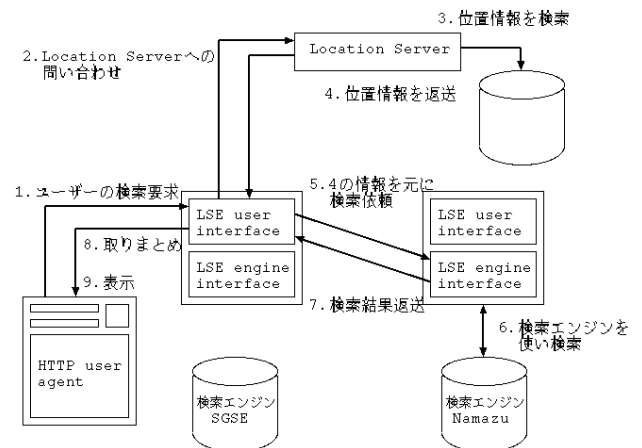 3.位置情報を検索
2.Location Serverへの
問い合わせ
Location Server
4.位置情報を返送
1.ユーザーの検索要求
5.4の情報を元に
検索依頼
LSE user
interface
LSE user
interface
8.取りまとめ
LSE engine
interface
LSE engine
interface
9.表示
7.検索結果返送
6.検索エンジンを
使い検索
HTTP user
agent
検索エンジン
SGSE
検索エンジン
Namazu